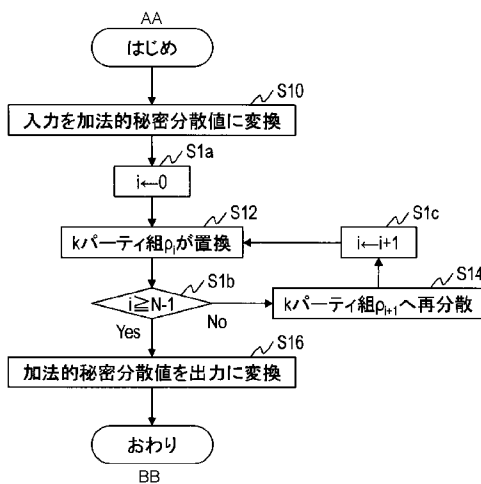 AA
はじめ
S10
入力を加法的秘密分散値に変換
S1a
i←0
S12
kパーティ組ρiが置換
S1c
i←i+1
S1b
i≧N-1
Yes
No
S14
kパーティ組ρi+1へ再分散
S16
加法的秘密分散値を出力に変換
おわり
BB